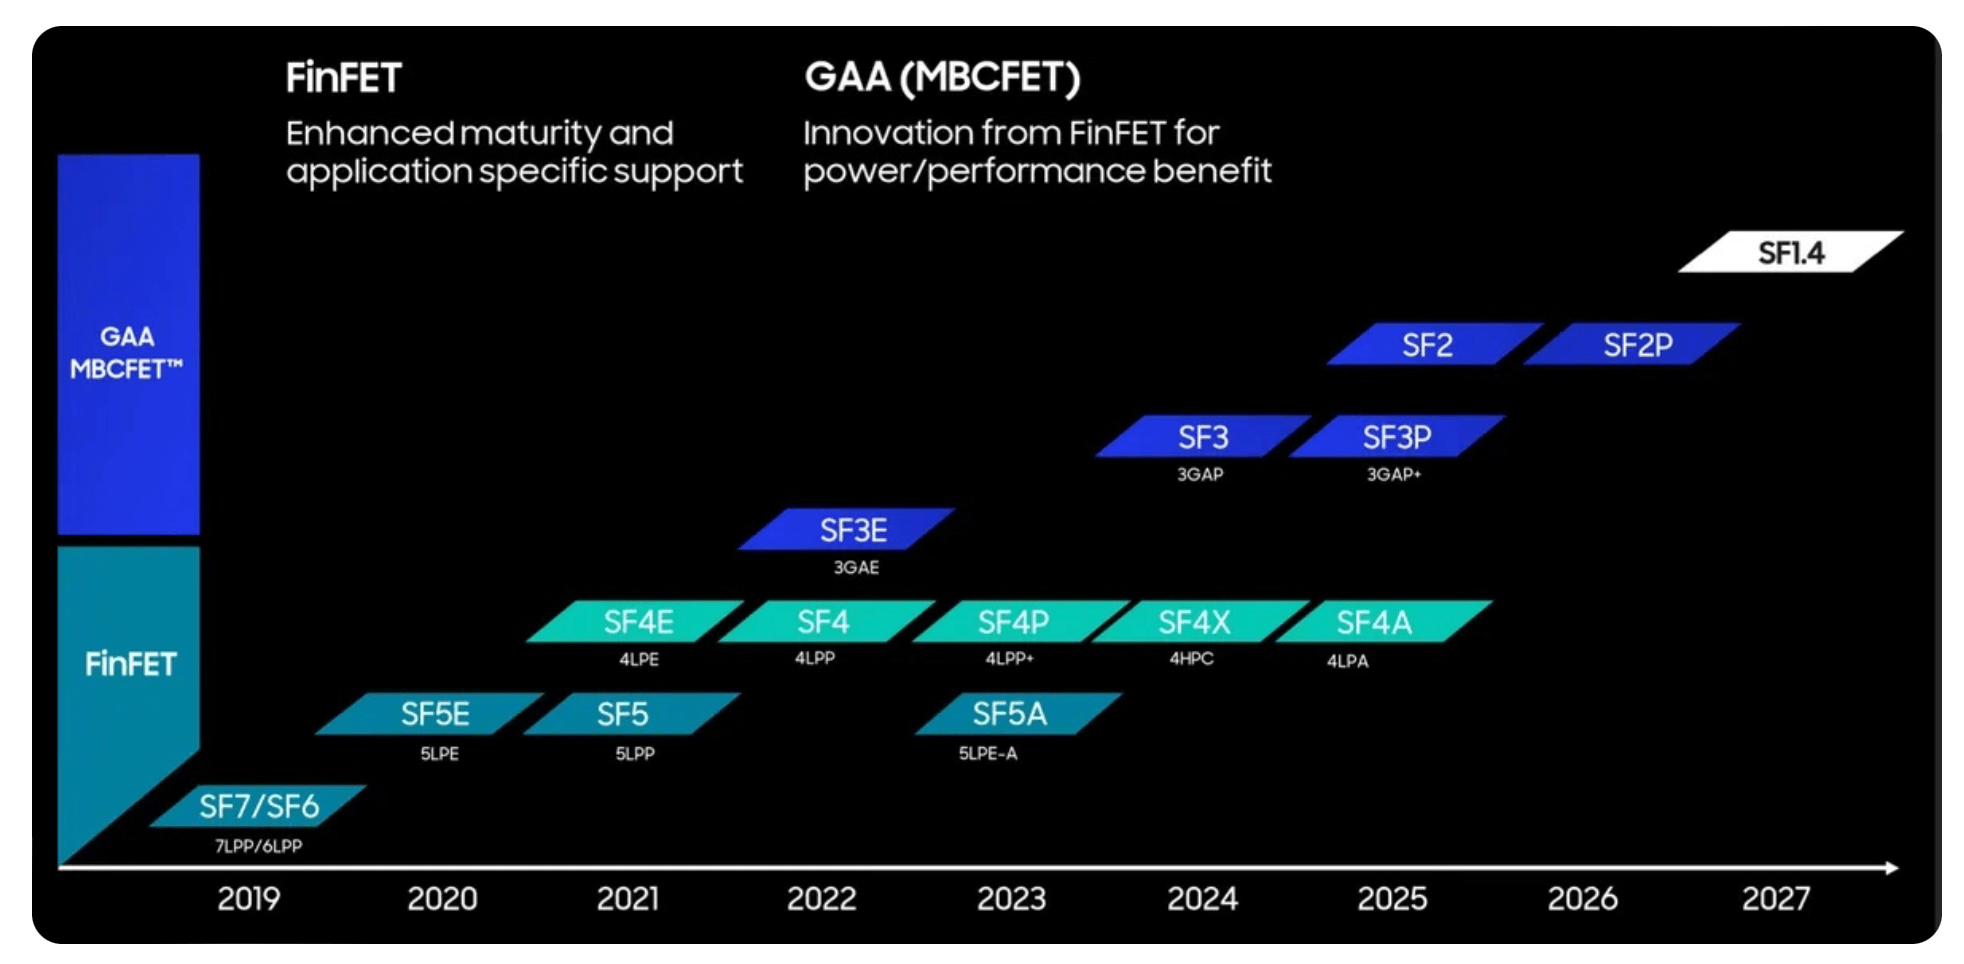 FinFET
Enhanced maturity and
application specific support
GAA (MBCFET)
Innovation from FinFET for
power/performance benefit
GAA
MBCFET™
FinFET
SF1.4
SF2
SF2P
SF3
3GAP
SF3P
3GAP+
SF3E
3GAE
SF4E
4LPE
SF4
4LPP
SF4P
4LPP+
SF4X
4HPC
SF4A
4LPA
SF5E
5LPE
SF5
5LPP
SF5A
5LPE-A
SF7/SF6
7LPP/6LPP
2019
2020
2021
2022
2023
2024
2025
2026
2027